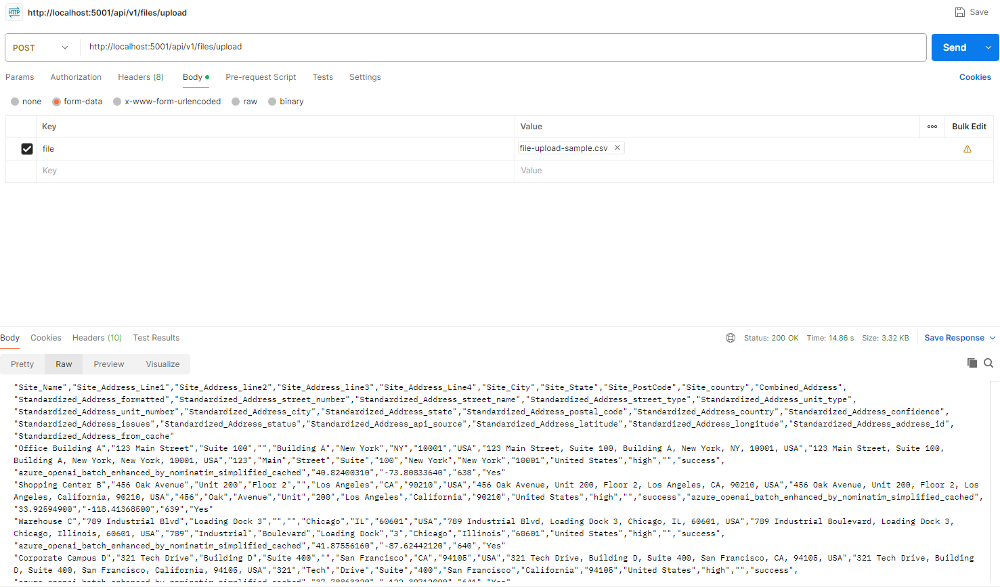 HTTP http://localhost:5001/api/v1/files/upload Save
POST http://localhost:5001/api/v1/files/upload Send
Params Authorization Headers (8) Body Pre-request Script Tests Settings Cookies
none form-data x-www-form-urlencoded raw binary
Key Value Bulk Edit
file file-upload-sample.csv
Key Value
Body Cookies Headers (10) Test Results Status: 200 OK Time: 14.86 s Size: 3.32 KB Save Response
Pretty Raw Preview Visualize
"Site_Name","Site_Address_Line1","Site_Address_line2","Site_Address_line3","Site_Address_Line4","Site_City","Site_State","Site_PostCode","Site_country","Combined_Address",
"Standardized_Address_formatted","Standardized_Address_street_number","Standardized_Address_street_name","Standardized_Address_street_type","Standardized_Address_unit_type",
"Standardized_Address_unit_number","Standardized_Address_city","Standardized_Address_state","Standardized_Address_postal_code","Standardized_Address_country","Standardized_Address_confidence",
"Standardized_Address_issues","Standardized_Address_status","Standardized_Address_api_source","Standardized_Address_latitude","Standardized_Address_longitude","Standardized_Address_address_id",
"Standardized_Address_from_cache"
"Office Building A","123 Main Street","Suite 100","","Building A","New York","NY","10001","USA","123 Main Street, Suite 100, Building A, New York, NY, 10001, USA","123 Main Street, Suite 100,
Building A, New York, New York, 10001, USA","123","Main","Street","Suite","100","New York","New York","10001","United States","high","","success",
"azure_openai_batch_enhanced_by_nominatim_simplified_cached","40.82400310","-73.80833640","638","Yes"
"Shopping Center B","456 Oak Avenue","Unit 200","Floor 2","","Los Angeles","CA","90210","USA","456 Oak Avenue, Unit 200, Floor 2, Los Angeles, CA, 90210, USA","456 Oak Avenue, Unit 200, Floor 2, Los
Angeles, California, 90210, USA","456","Oak","Avenue","Unit","200","Los Angeles","California","90210","United States","high","","success","azure_openai_batch_enhanced_by_nominatim_simplified_cached",
"33.92594900","-118.41368500","639","Yes"
"Warehouse C","789 Industrial Blvd","Loading Dock 3","","","Chicago","IL","60601","USA","789 Industrial Blvd, Loading Dock 3, Chicago, IL, 60601, USA","789 Industrial Boulevard, Loading Dock 3,
Chicago, Illinois, 60601, USA","789","Industrial","Boulevard","Loading Dock","3","Chicago","Illinois","60601","United States","high","","success",
"azure_openai_batch_enhanced_by_nominatim_simplified_cached","41.87556160","-87.62442120","640","Yes"
"Corporate Campus D","321 Tech Drive","Building D","Suite 400","","San Francisco","CA","94105","USA","321 Tech Drive, Building D, Suite 400, San Francisco, CA, 94105, USA","321 Tech Drive, Building
D, Suite 400, San Francisco, California, 94105, USA","321","Tech","Drive","Suite","400","San Francisco","California","94105","United States","high","","success",
"azure_openai_batch_enhanced_by_nominatim_simplified_cached","37.78863320","-122.39712090","641","Yes"